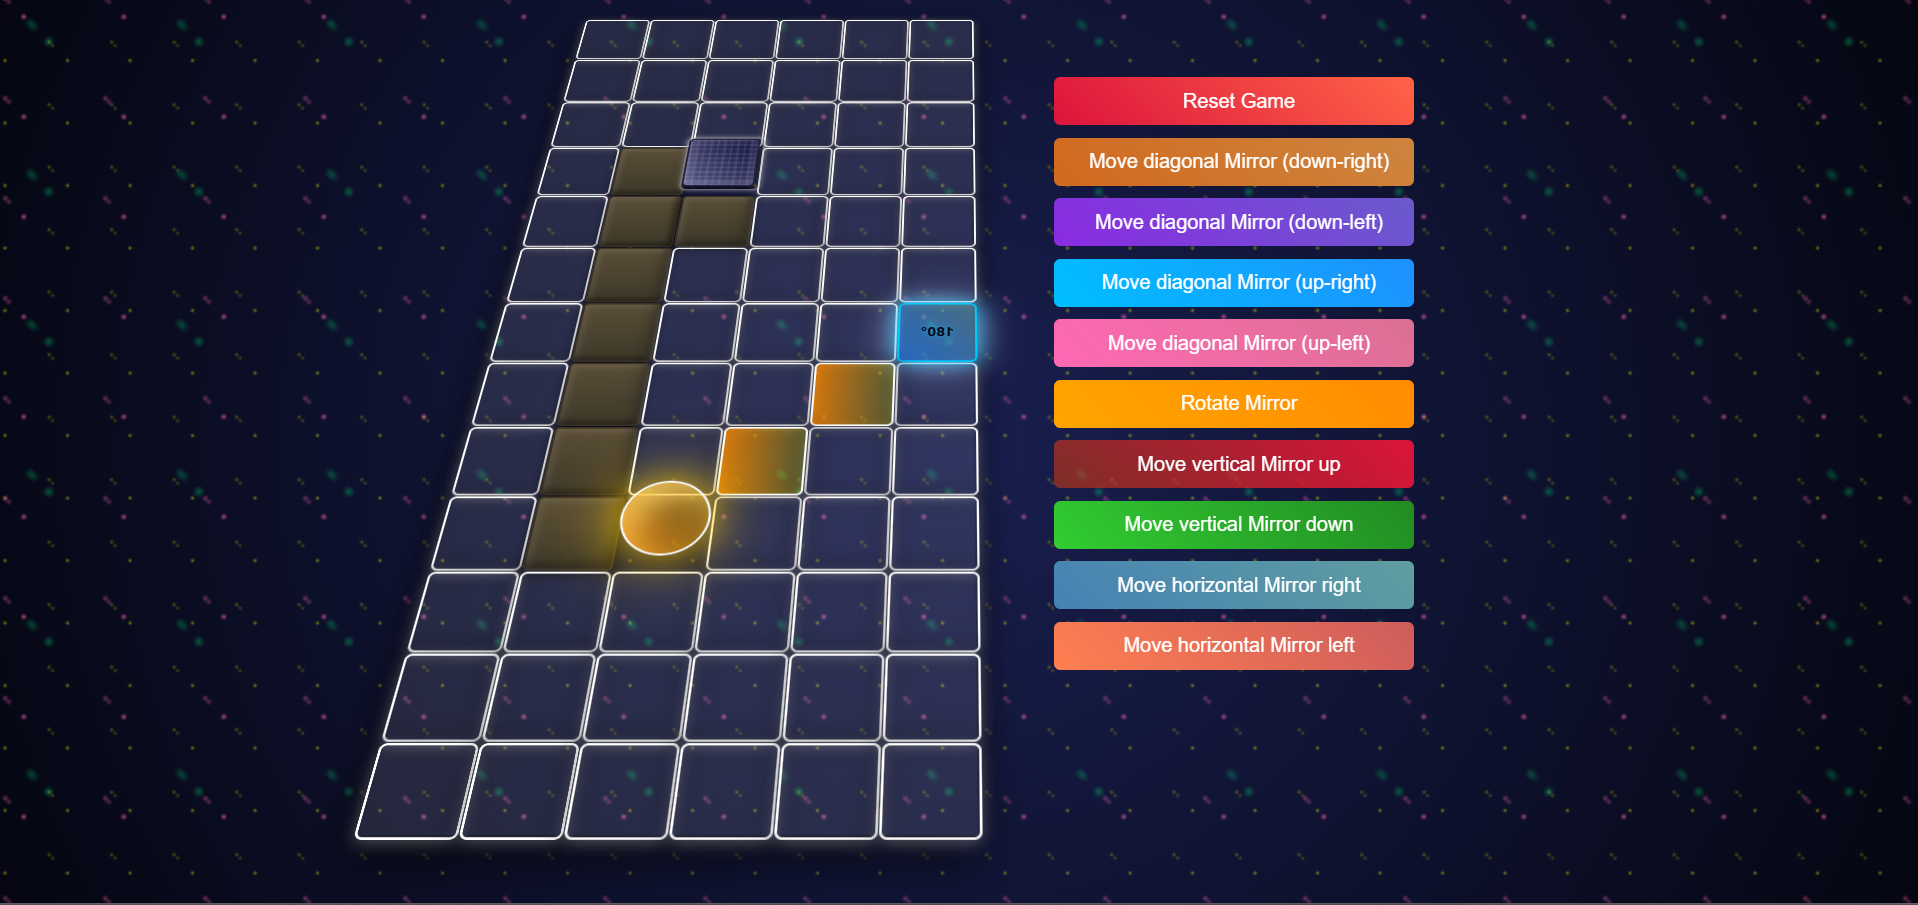 Reset Game
Move diagonal Mirror (down-right)
Move diagonal Mirror (down-left)
Move diagonal Mirror (up-right)
180°
Move diagonal Mirror (up-left)
Rotate Mirror
Move vertical Mirror up
Move vertical Mirror down
Move horizontal Mirror right
Move horizontal Mirror left